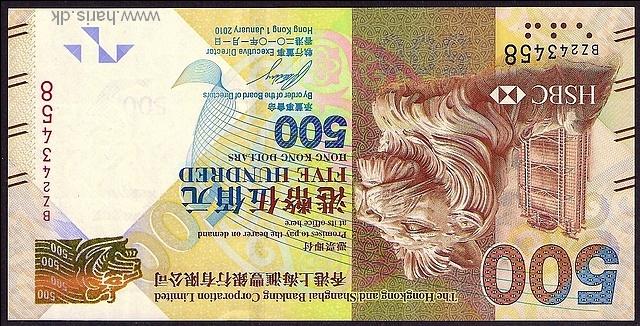 The Hongkong and Shanghai Banking Corporation Limited
香港上海滙豐銀行有限公司
憑票即付
Promises to pay the bearer on demand
at its office here
港幣伍佰元
FIVE HUNDRED
HONG KONG DOLLARS
500
承董事會命
By order of the Board of Directors
執行董事 Executive Director
香港二〇一〇年一月一日
Hong Kong 1 January 2010
500
HSBC
BZ243458
BZ243458
500
500
500
500
500
www.haris.dk